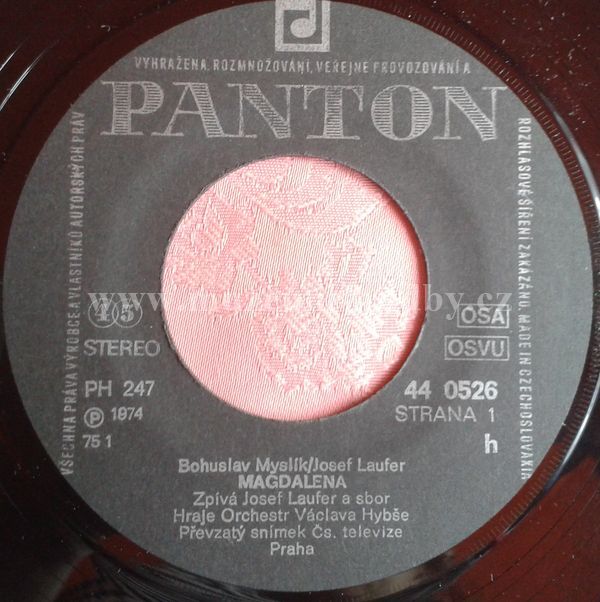 VYHRAŽENA. ROZMNOŽOVÁNÍ, VEŘEJNÉ PROVOZOVÁNÍ A
PANTON
VŠECHNA PRÁVA VÝROBCE A VLASTNÍKŮ AUTORSKÝCH PRÁV
ROZHLASOVÉ ŠÍŘENÍ ZAKÁZÁNO. MADE IN CZECHOSLOVAKIA
45
STEREO
PH 247
℗ 1974
75 1
OSA
OSVU
44 0526
STRANA 1
h
Bohuslav Myslík/Josef Laufer
MAGDALENA
Zpívá Josef Laufer a sbor
Hraje Orchestr Václava Hybše
Převzatý snímek Čs. televize
Praha